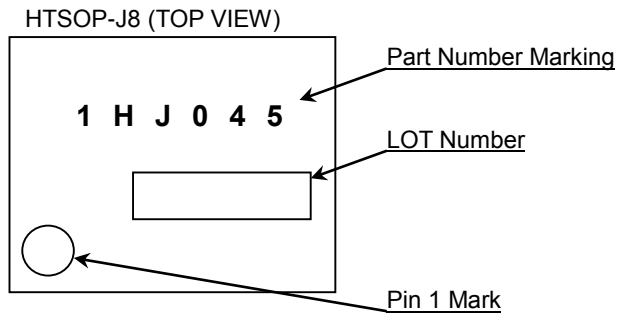 HTSOP-J8 (TOP VIEW)
Part Number Marking
1 H J 0 4 5
LOT Number
Pin 1 Mark